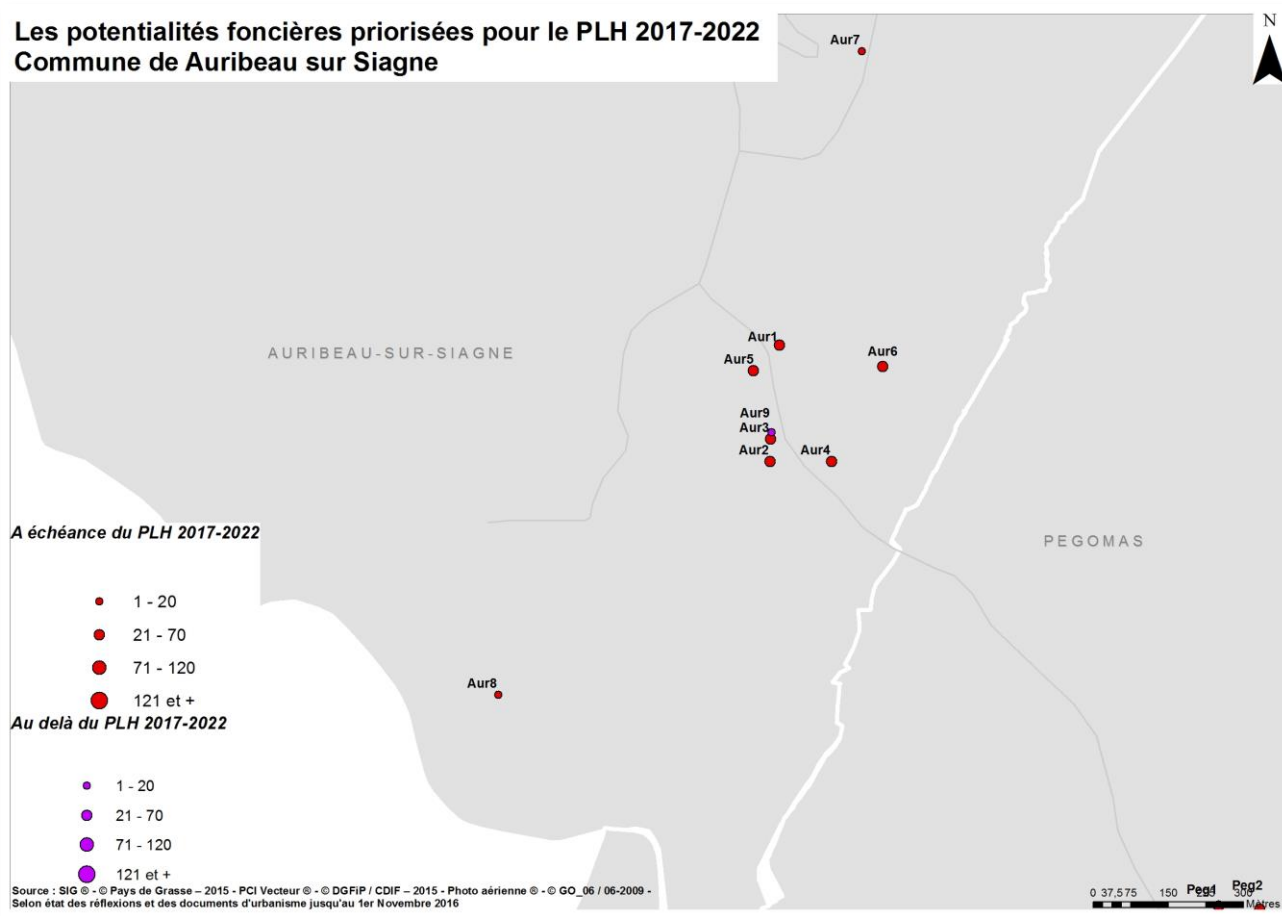 Les potentialités foncières priorisées pour le PLH 2017-2022
Commune de Auribeau sur Siagne
N
Aur7
Aur1
AURIBEAU-SUR-SIAGNE
Aur5
Aur6
Aur9
Aur3
Aur2
Aur4
A échéance du PLH 2017-2022
PEGOMAS
1 - 20
21 - 70
71 - 120
Aur8
121 et +
Au delà du PLH 2017-2022
1 - 20
21 - 70
71 - 120
121 et +
Source : SIG ® - © Pays de Grasse – 2015 - PCI Vecteur ® - © DGFiP / CDIF – 2015 - Photo aérienne ® - © GO_06 / 06-2009 -
Selon état des réflexions et des documents d'urbanisme jusqu'au 1er Novembre 2016
Peg1 Peg2
0 37,575 150 225 300
Mètres